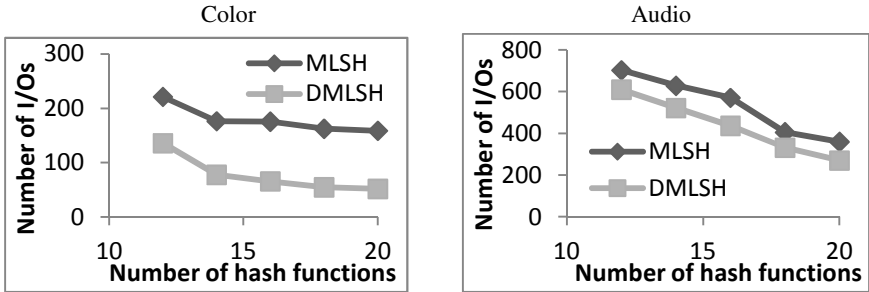 Color
Number of I/Os
300
200
100
0
MLSH
DMLSH
10
15
20
Number of hash functions
Audio
Number of I/Os
800
600
400
200
0
MLSH
DMLSH
10
15
20
Number of hash functions